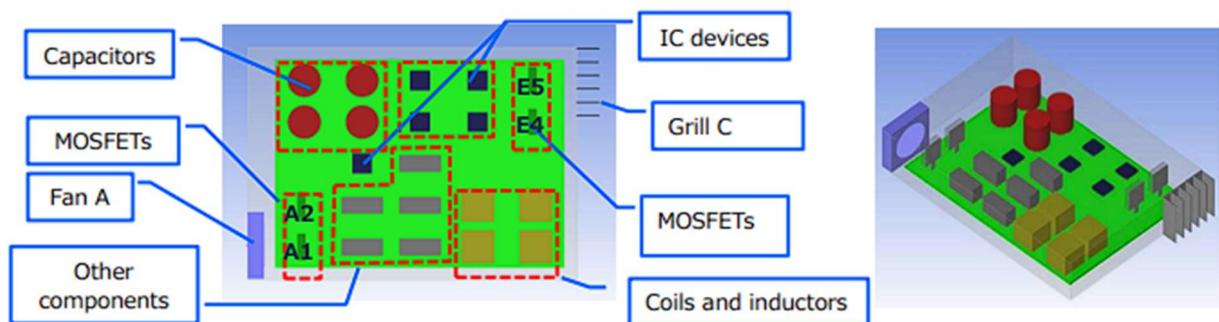 Capacitors
IC devices
E5
E4
Grill C
MOSFETs
Fan A
A2
A1
MOSFETs
Other
components
Coils and inductors